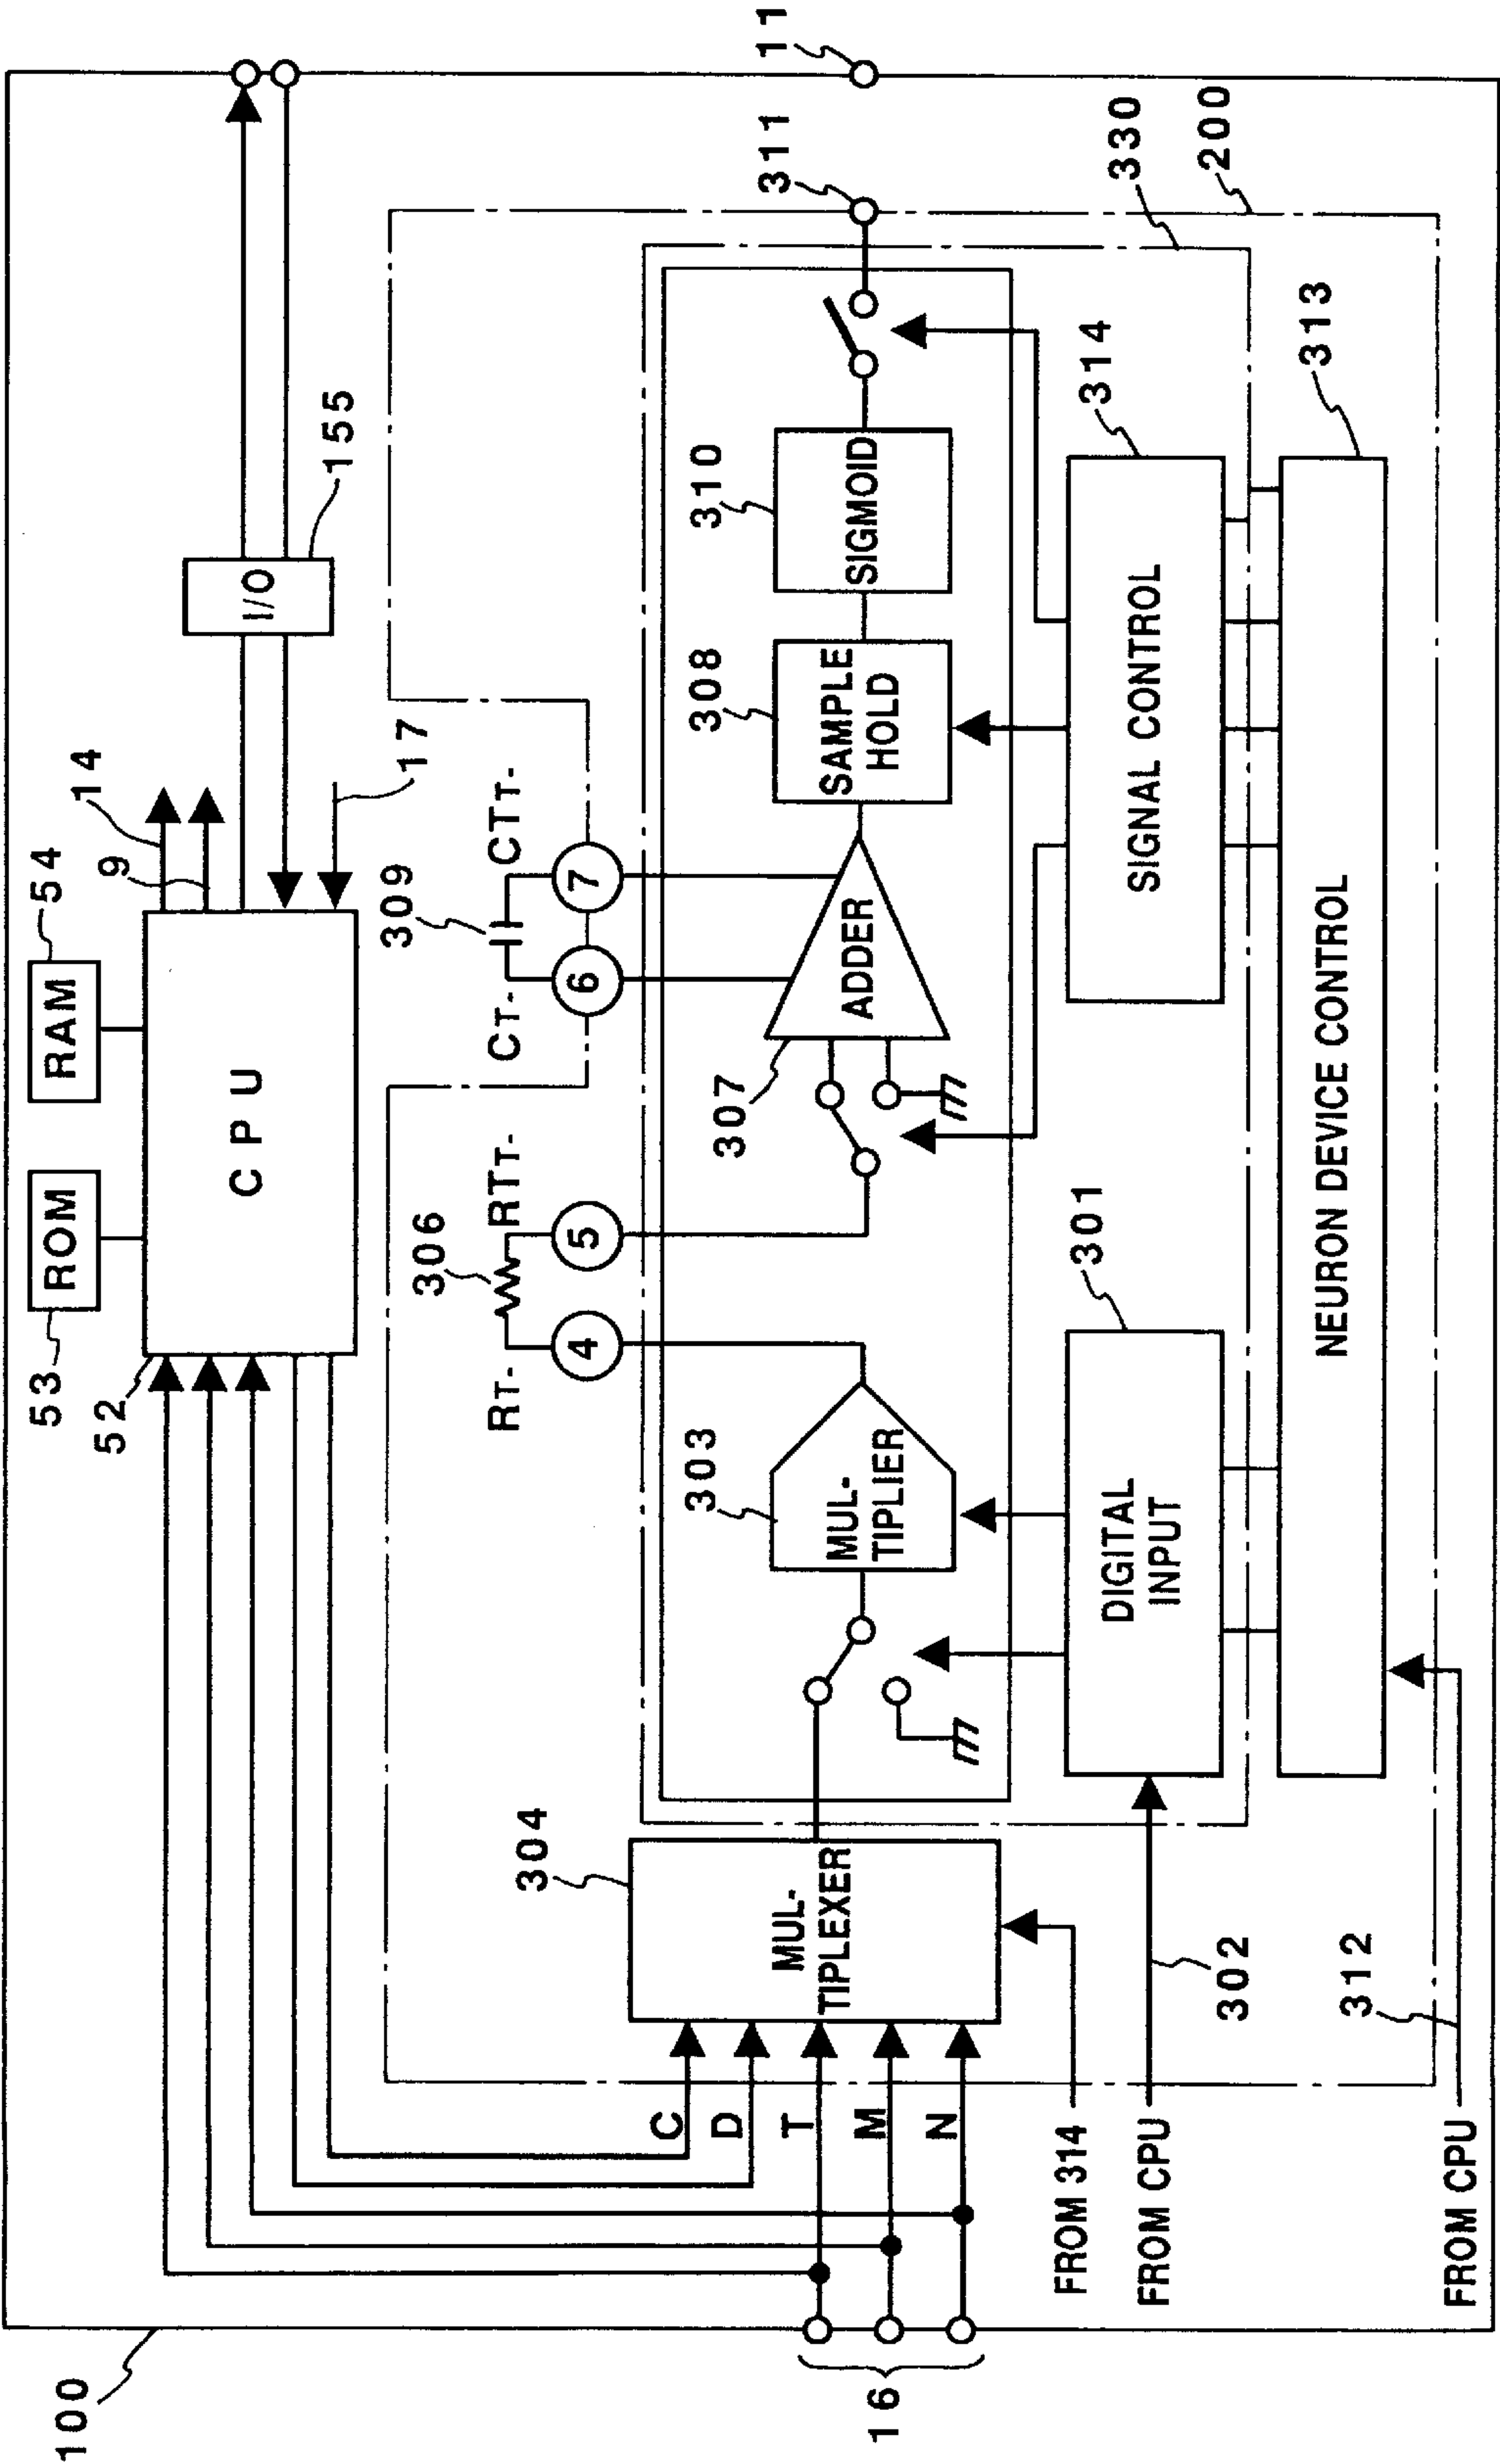 100
53
ROM
54
RAM
14
9
52
C P U
17
I/O
155
11
311
330
200
306
RT-
RTT-
4
5
309
CT-
CTT-
6
7
304
MUL-
TIPLEXER
303
MUL-
TIPLIER
307
ADDER
308
SAMPLE
HOLD
310
SIGMOID
C
D
T
M
N
16
301
DIGITAL
INPUT
314
SIGNAL CONTROL
313
NEURON DEVICE CONTROL
FROM 314
FROM CPU
302
FROM CPU
312